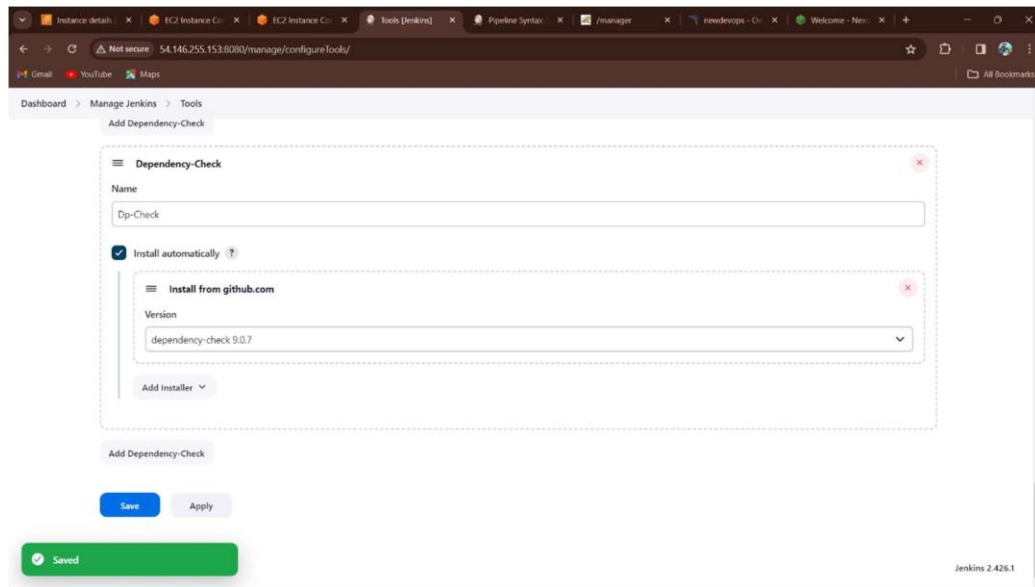 Instance details
EC2 Instance Co
EC2 Instance Co
Tools [Jenkins]
Pipeline Syntax:
/manager
newdevops - O
Welcome - Nex
Not secure 54.146.255.153:8080/manage/configureTools/
Gmail YouTube Maps All Bookmarks
Dashboard > Manage Jenkins > Tools
Add Dependency-Check
Dependency-Check
Name
Dp-Check
Install automatically ?
Install from github.com
Version
dependency-check 9.0.7
Add Installer
Add Dependency-Check
Save Apply
Saved
Jenkins 2.426.1